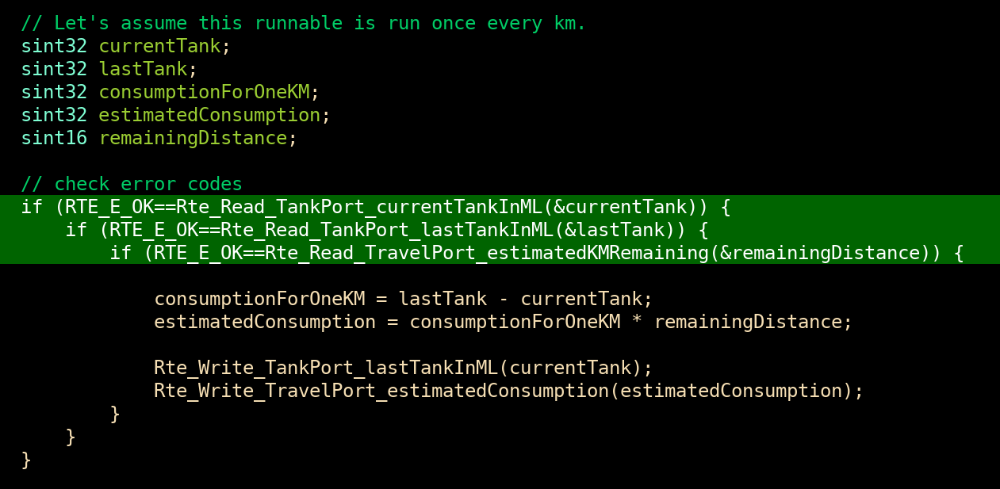 // Let's assume this runnable is run once every km.
sint32 currentTank;
sint32 lastTank;
sint32 consumptionForOneKM;
sint32 estimatedConsumption;
sint16 remainingDistance;

// check error codes
if (RTE_E_OK==Rte_Read_TankPort_currentTankInML(&currentTank)) {
    if (RTE_E_OK==Rte_Read_TankPort_lastTankInML(&lastTank)) {
        if (RTE_E_OK==Rte_Read_TravelPort_estimatedKMRemaining(&remainingDistance)) {

            consumptionForOneKM = lastTank - currentTank;
            estimatedConsumption = consumptionForOneKM * remainingDistance;

            Rte_Write_TankPort_lastTankInML(currentTank);
            Rte_Write_TravelPort_estimatedConsumption(estimatedConsumption);
        }
    }
}